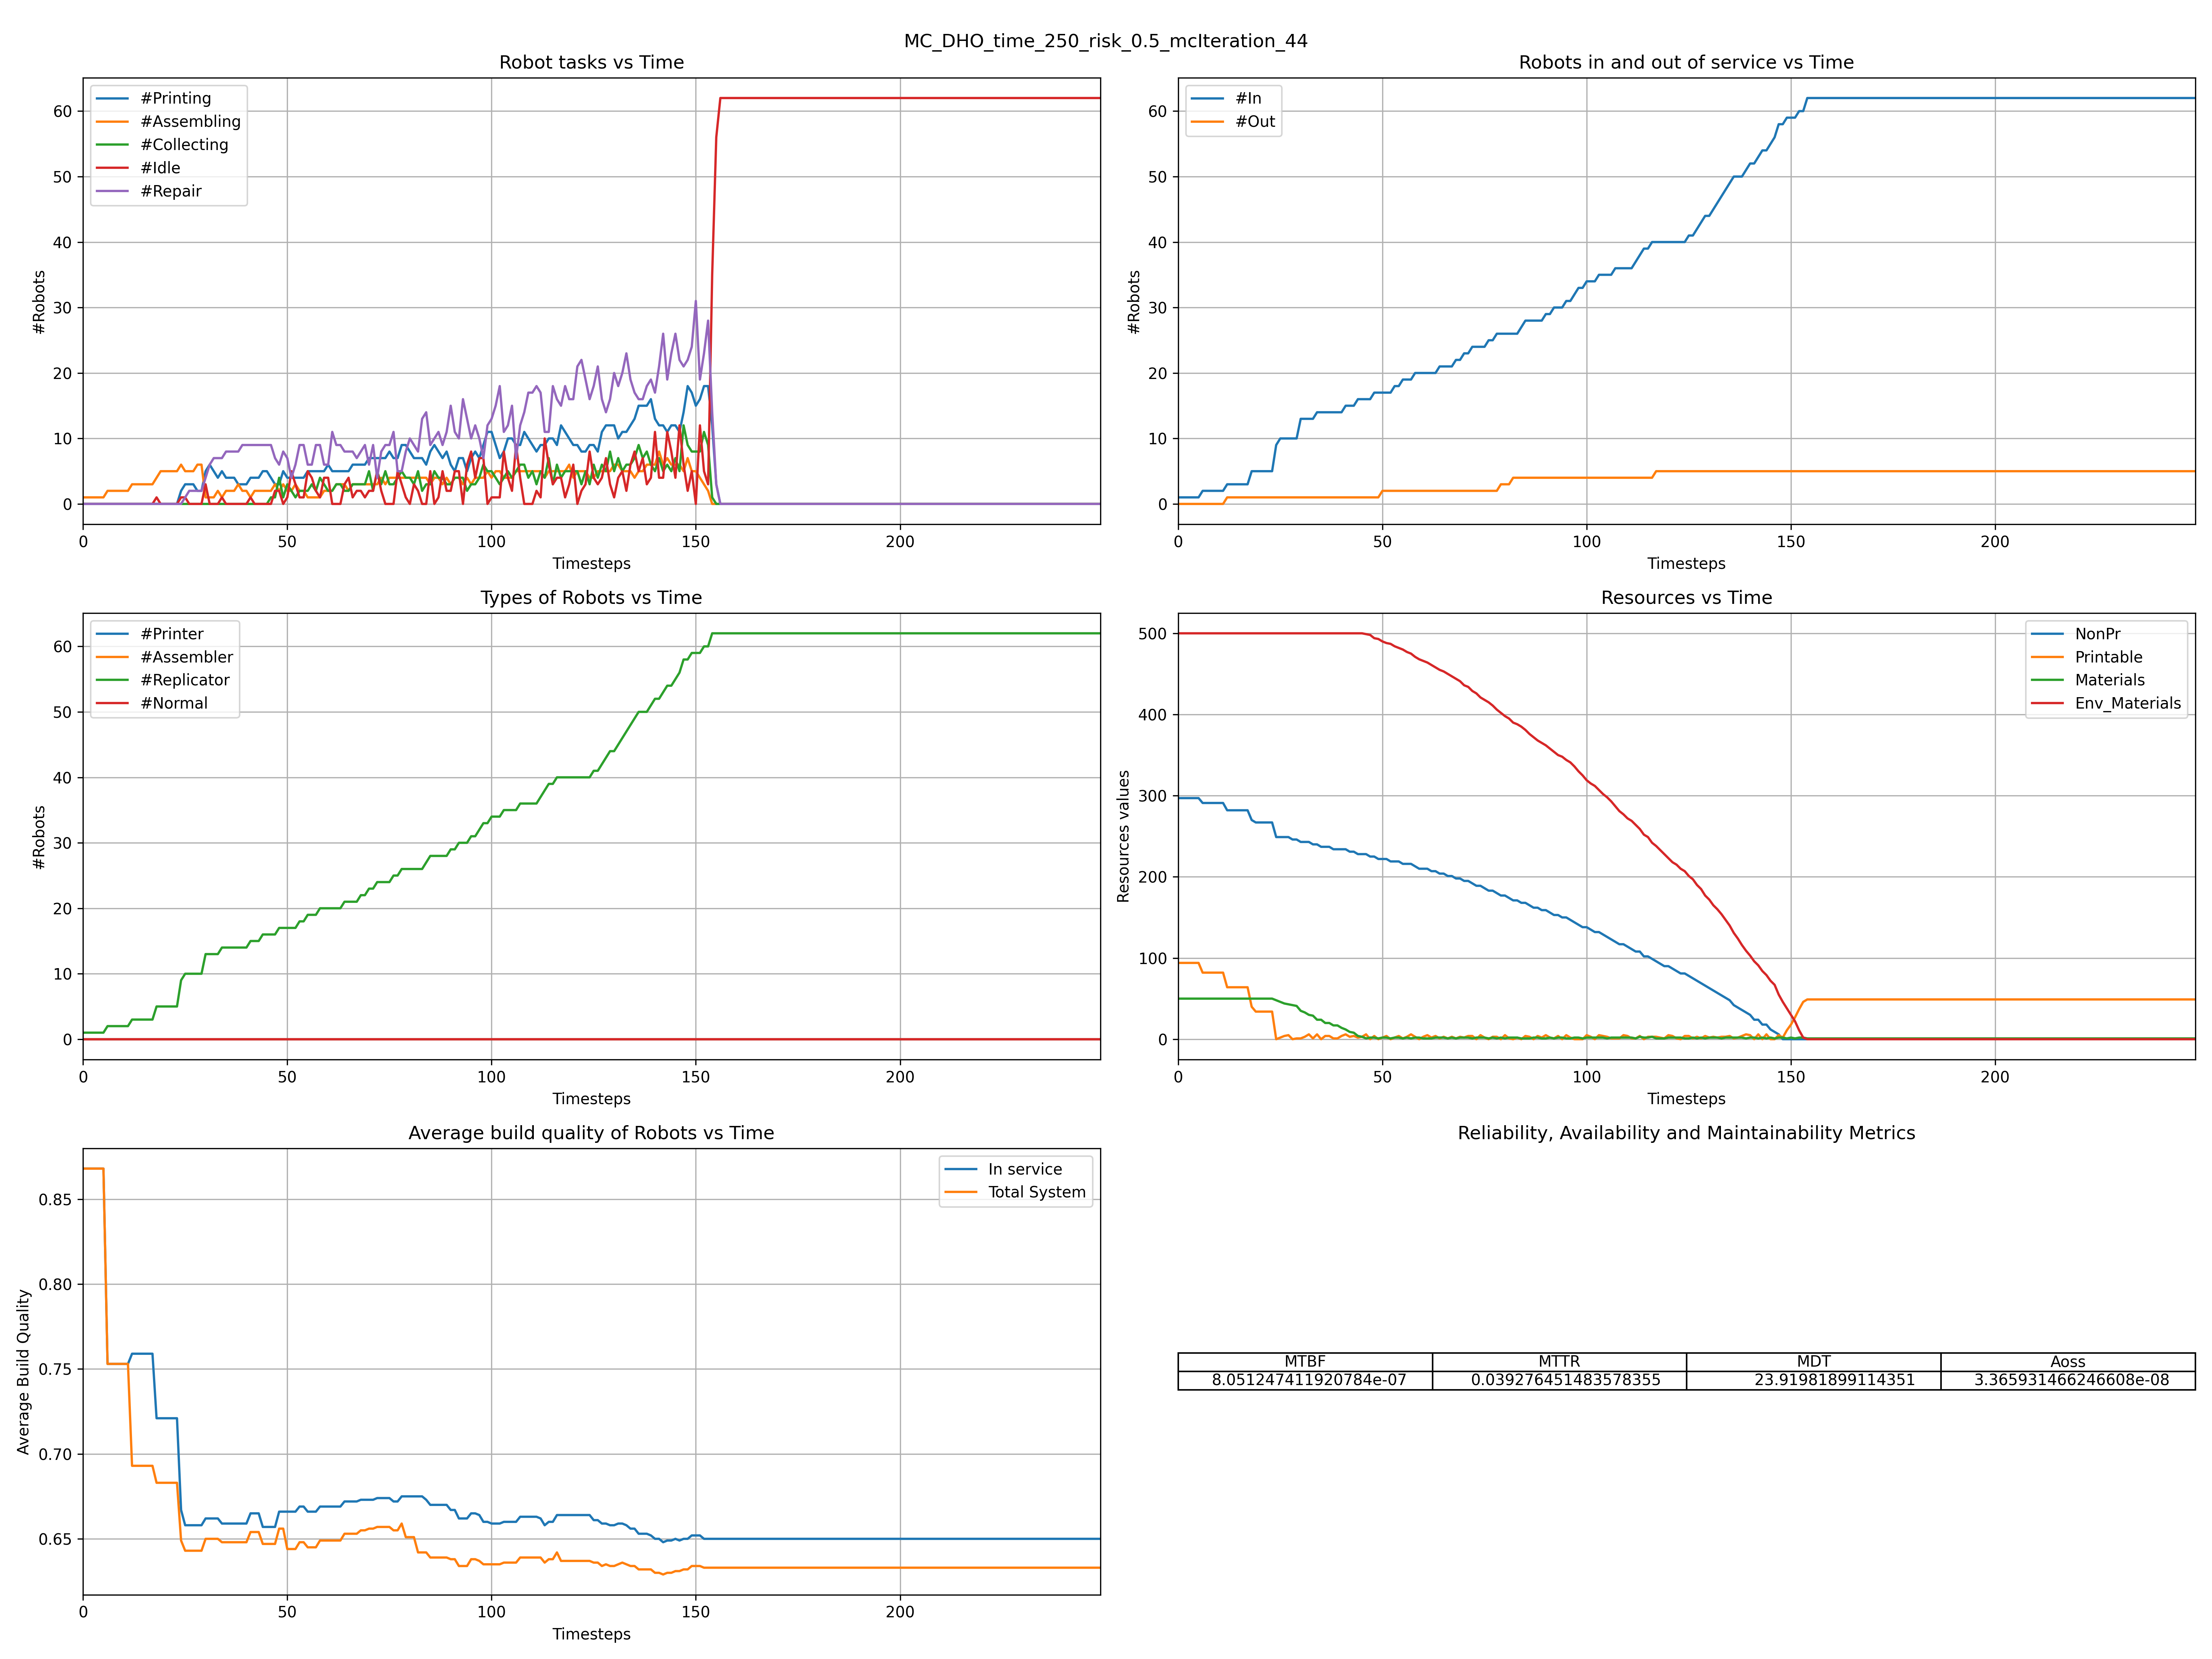 MC_DHO_time_250_risk_0.5_mcIteration_44
Robot tasks vs Time
#Printing
#Assembling
#Collecting
#Idle
#Repair
60
50
40
30
20
10
0
#Robots
0 50 100 150 200
Timesteps
Robots in and out of service vs Time
#In
#Out
60
50
40
30
20
10
0
#Robots
0 50 100 150 200
Timesteps
Types of Robots vs Time
#Printer
#Assembler
#Replicator
#Normal
60
50
40
30
20
10
0
#Robots
0 50 100 150 200
Timesteps
Resources vs Time
NonPr
Printable
Materials
Env_Materials
500
400
300
200
100
0
Resources values
0 50 100 150 200
Timesteps
Average build quality of Robots vs Time
In service
Total System
0.85
0.80
0.75
0.70
0.65
Average Build Quality
0 50 100 150 200
Timesteps
Reliability, Availability and Maintainability Metrics
MTBF MTTR MDT Aoss
8.051247411920784e-07 0.039276451483578355 23.91981899114351 3.365931466246608e-08